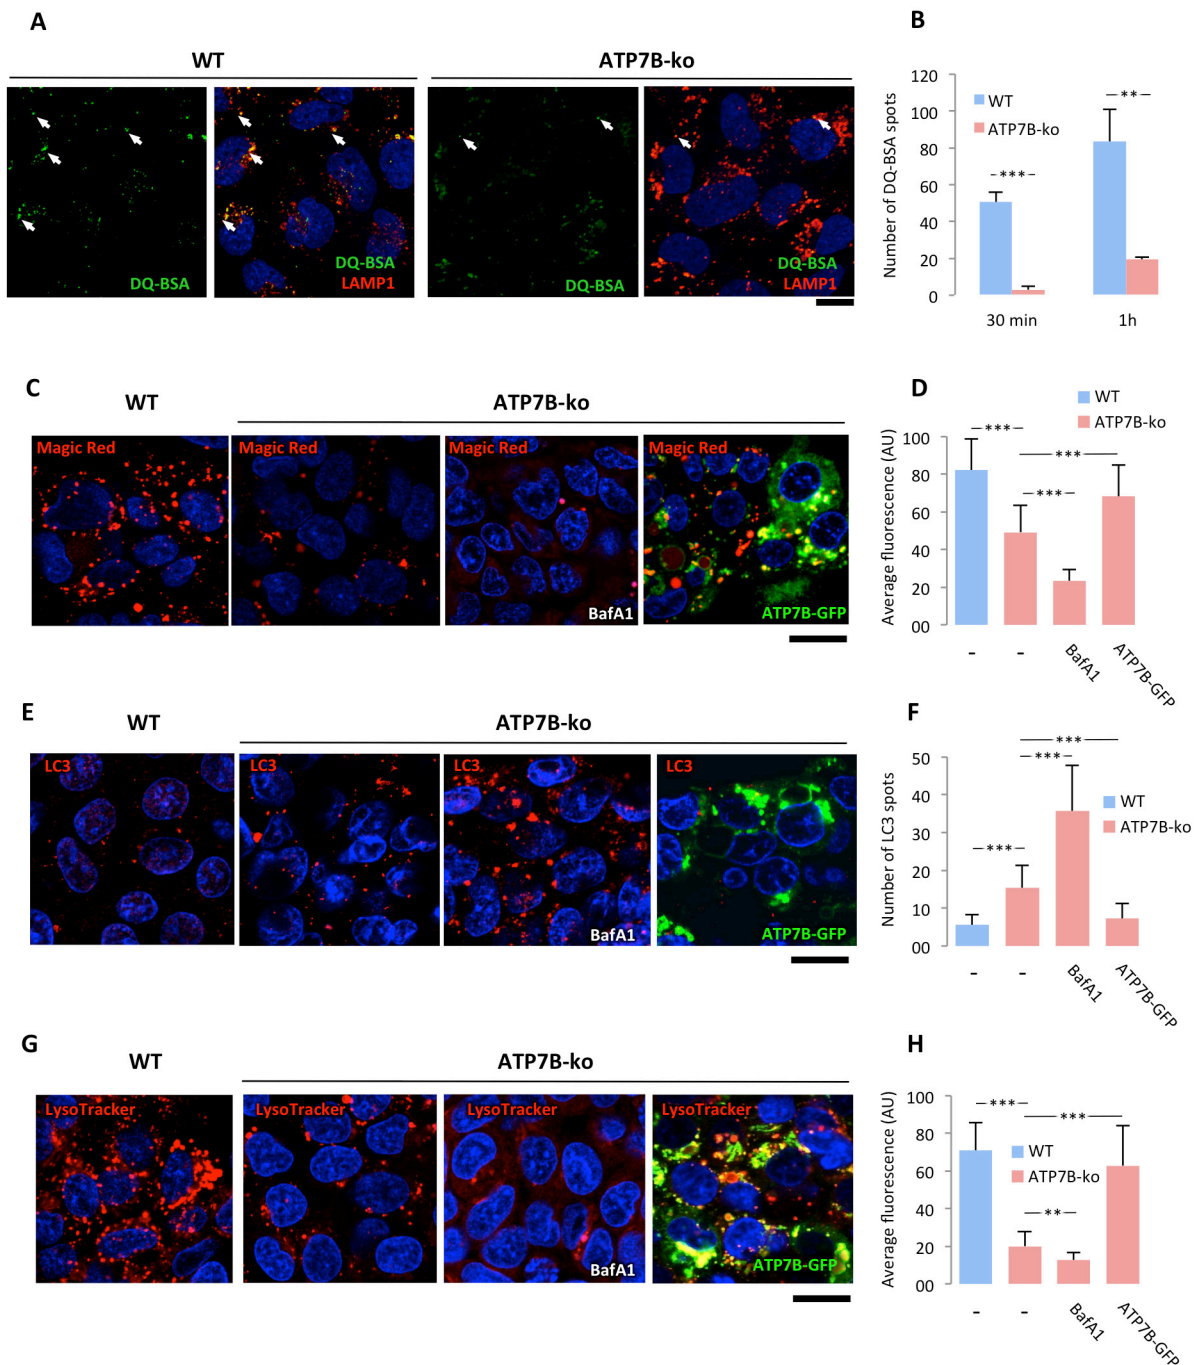 A
WT
ATP7B-ko
DQ-BSA
DQ-BSA
LAMP1
DQ-BSA
DQ-BSA
LAMP1
B
Number of DQ-BSA spots
120
100
80
60
40
20
0
WT
ATP7B-ko
***
**
30 min
1h
C
WT
ATP7B-ko
Magic Red
Magic Red
Magic Red
BafA1
Magic Red
ATP7B-GFP
D
WT
ATP7B-ko
Average fluorescence (AU)
100
80
60
40
20
00
***
***
***
-
-
BafA1
ATP7B-GFP
E
WT
ATP7B-ko
LC3
LC3
LC3
BafA1
LC3
ATP7B-GFP
F
Number of LC3 spots
50
40
30
20
10
00
***
***
***
WT
ATP7B-ko
-
-
BafA1
ATP7B-GFP
G
WT
ATP7B-ko
LysoTracker
LysoTracker
LysoTracker
BafA1
LysoTracker
ATP7B-GFP
H
Average fluorescence (AU)
100
80
60
40
20
00
***
***
WT
ATP7B-ko
**
-
-
BafA1
ATP7B-GFP